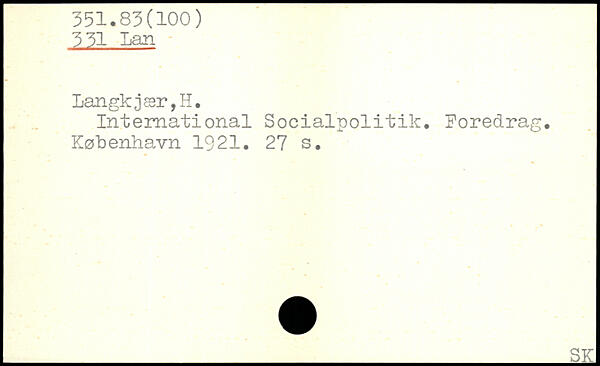 351.83(100)
331 Lan
Langkjær,H.
International Socialpolitik. Foredrag.
København 1921. 27 s.
SK